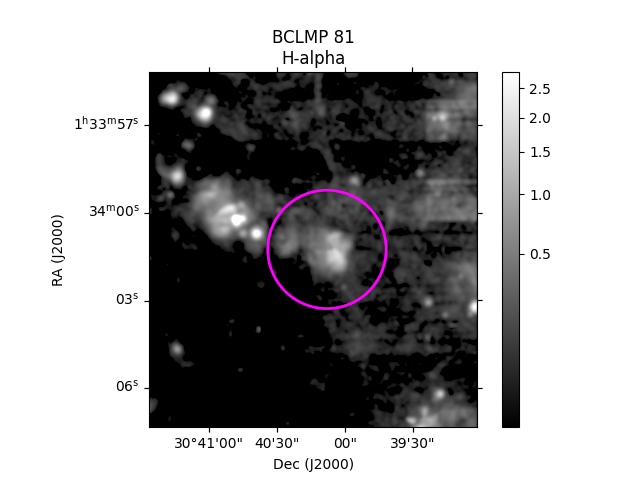 BCLMP 81
H-alpha
1ʰ33ᵐ57ˢ
34ᵐ00ˢ
03ˢ
06ˢ
RA (J2000)
30°41'00" 40'30" 00" 39'30"
Dec (J2000)
2.5
2.0
1.5
1.0
0.5